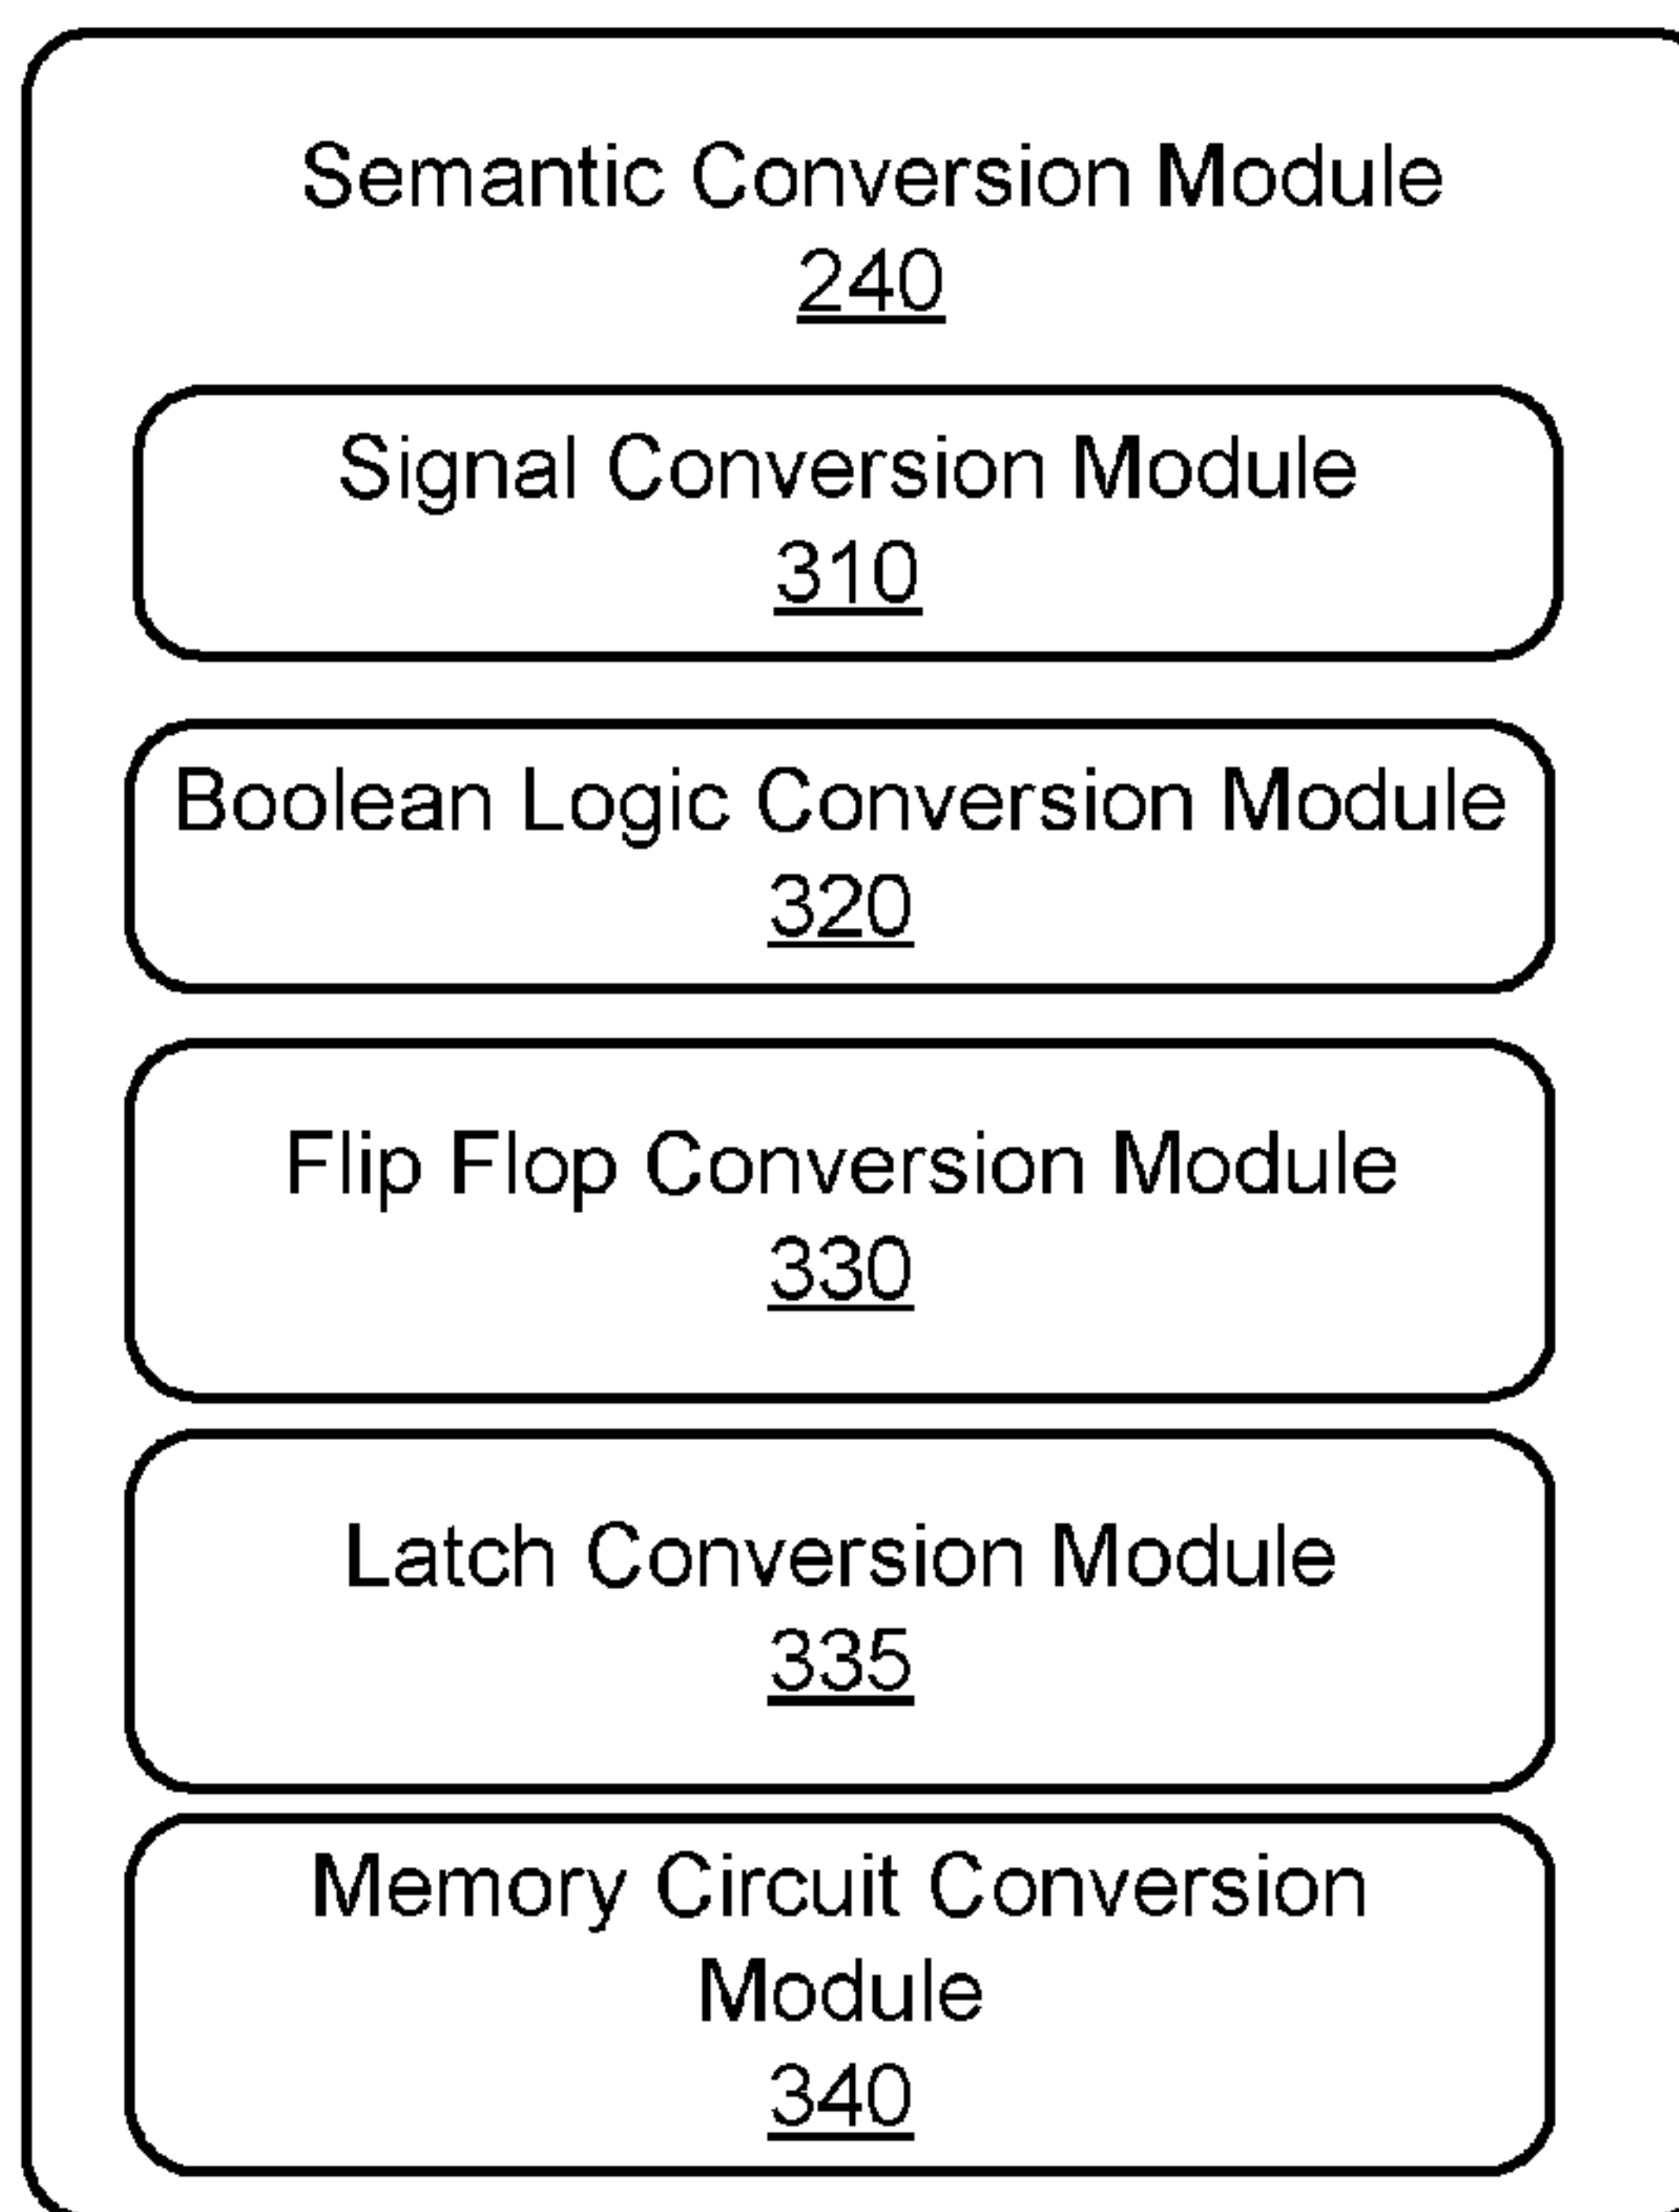 Semantic Conversion Module
240
Signal Conversion Module
310
Boolean Logic Conversion Module
320
Flip Flop Conversion Module
330
Latch Conversion Module
335
Memory Circuit Conversion
Module
340